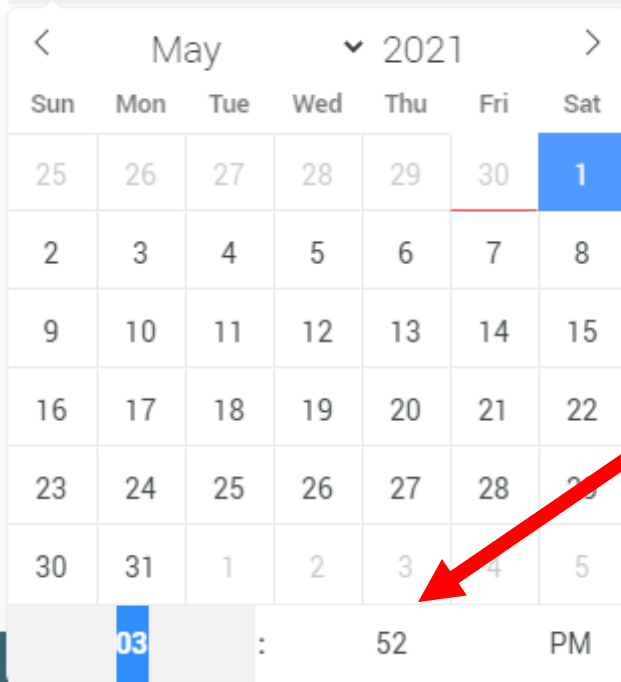 May 2021
Sun Mon Tue Wed Thu Fri Sat
25 26 27 28 29 30 1
2 3 4 5 6 7 8
9 10 11 12 13 14 15
16 17 18 19 20 21 22
23 24 25 26 27 28 29
30 31 1 2 3 4 5
03 : 52 PM